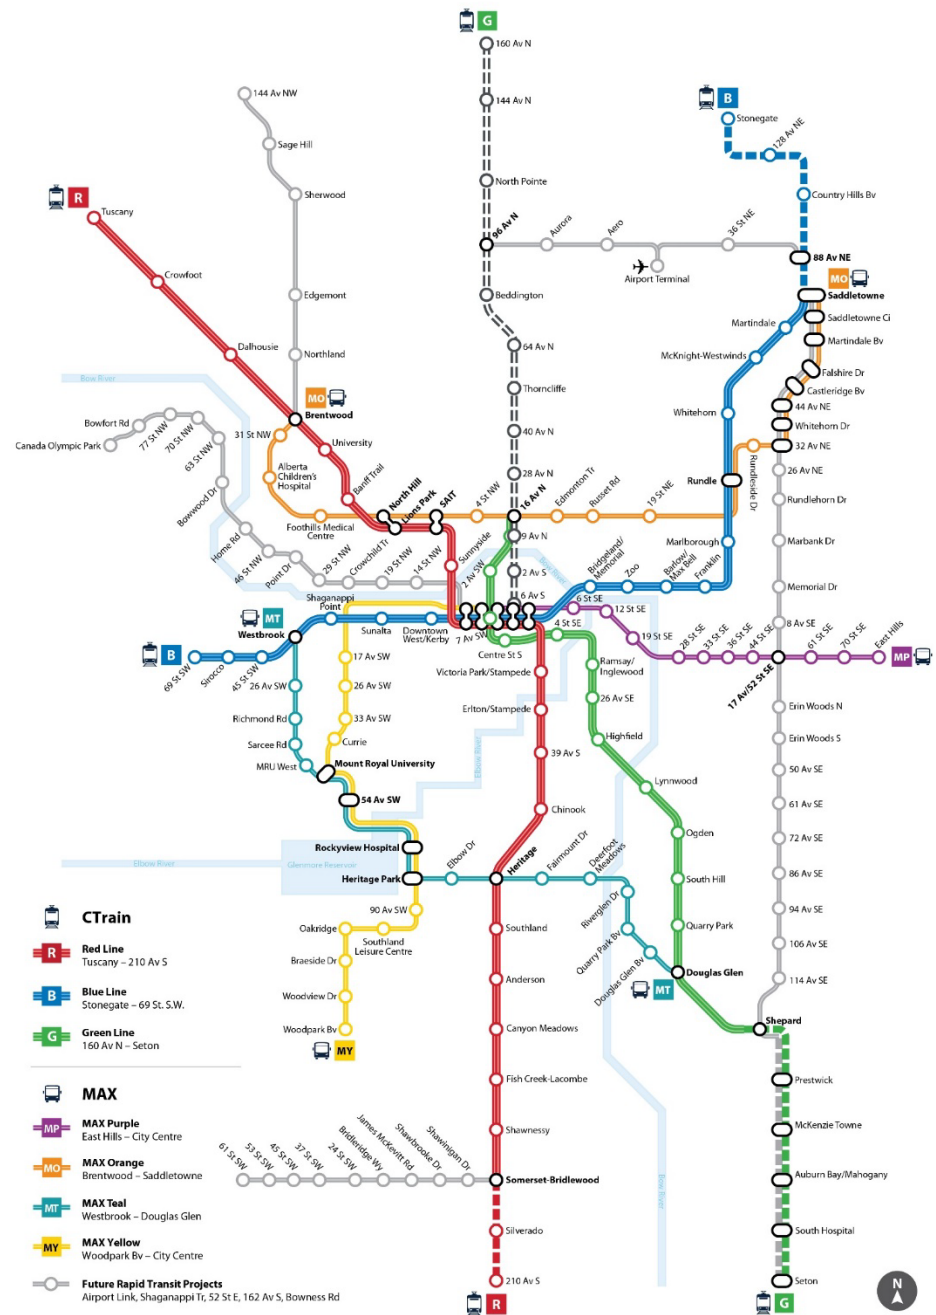 G
160 Av N
144 Av N
North Pointe
96 Av N
Aurora
Aero
36 St NE
Airport Terminal
Beddington
64 Av N
Thorncliffe
40 Av N
28 Av N
16 Av N
9 Av N
2 Av S
6 Av S
144 Av NW
Sage Hill
Sherwood
Edgemont
Northland
B
Stonegate
128 Av NE
Country Hills Bv
88 Av NE
MO
Saddletowne
Saddletowne Ci
Martindale Bv
Falshire Dr
Castleridge Bv
44 Av NE
Whitehorn Dr
32 Av NE
26 Av NE
Rundlehorn Dr
Marbank Dr
Memorial Dr
8 Av SE
Martindale
McKnight-Westwinds
Whitehorn
Rundle
Rundleside Dr
Marlborough
Franklin
Barlow/
Max Bell
Zoo
Bridgeland/
Memorial
R
Tuscany
Crowfoot
Dalhousie
Bow River
MO
Brentwood
University
Banff Trail
Lions Park
North Hill
SAIT
Sunnyside
31 St NW
Alberta
Children's
Hospital
Foothills Medical
Centre
4 St NW
Edmonton Tr
Russet Rd
19 St NE
Canada Olympic Park
Bowfort Rd
77 St NW
70 St NW
63 St NW
Bowwood Dr
Home Rd
46 St NW
Point Dr
29 St NW
Crowchild Tr
19 St NW
14 St NW
2 Av SW
Bow River
MT
Westbrook
Shaganappi
Point
Sunalta
Downtown
West/Kerby
7 Av SW
Centre St S
4 St SE
6 St SE
12 St SE
19 St SE
28 St SE
33 St SE
36 St SE
44 St SE
17 Av/52 St SE
61 St SE
70 St SE
East Hills
MP
B
69 St SW
Sirocco
45 St SW
26 Av SW
Richmond Rd
Sarcee Rd
MRU West
17 Av SW
26 Av SW
33 Av SW
Currie
Mount Royal University
54 Av SW
Rockyview Hospital
Heritage Park
Elbow River
Glenmore Reservoir
Elbow River
Victoria Park/Stampede
Erlton/Stampede
39 Av S
Chinook
Heritage
Ramsay/
Inglewood
26 Av SE
Highfield
Lynnwood
Ogden
South Hill
Quarry Park
Douglas Glen
MT
Elbow Dr
Fairmount Dr
Deerfoot
Meadows
Riverglen Dr
Quarry Park Bv
Douglas Glen Bv
Erin Woods N
Erin Woods S
50 Av SE
61 Av SE
72 Av SE
86 Av SE
94 Av SE
106 Av SE
114 Av SE
Shepard
Prestwick
McKenzie Towne
Auburn Bay/Mahogany
South Hospital
Seton
G
90 Av SW
Southland
Leisure Centre
Oakridge
Braeside Dr
Woodview Dr
Woodpark Bv
MY
Southland
Anderson
Canyon Meadows
Fish Creek-Lacombe
Shawnessy
Somerset-Bridlewood
Silverado
210 Av S
R
61 St SW
53 St SW
45 St SW
37 St SW
24 St SW
Bridleridge Wy
James McKevitt Rd
Shawbrooke Dr
Shawinigan Dr
Bow River
N
CTrain
R
Red Line
Tuscany – 210 Av S
B
Blue Line
Stonegate – 69 St. S.W.
G
Green Line
160 Av N – Seton
MAX
MP
MAX Purple
East Hills – City Centre
MO
MAX Orange
Brentwood – Saddletowne
MT
MAX Teal
Westbrook – Douglas Glen
MY
MAX Yellow
Woodpark Bv – City Centre
Future Rapid Transit Projects
Airport Link, Shaganappi Tr, 52 St E, 162 Av S, Bowness Rd